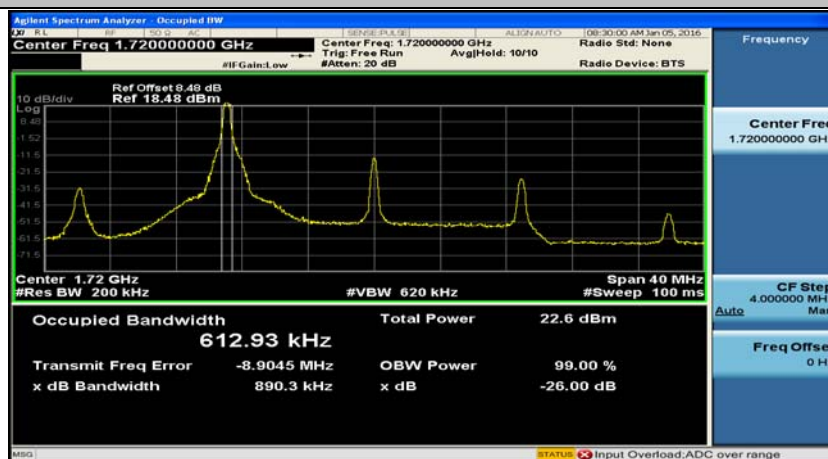 Agilent Spectrum Analyzer - Occupied BW
LXI RL RF 50 Ω AC SENSE:PULSE ALIGN AUTO 08:30:00 AM Jan 05, 2016
Center Freq 1.720000000 GHz
Center Freq: 1.720000000 GHz
Radio Std: None
Trig: Free Run Avg|Hold: 10/10
#IFGain:Low #Atten: 20 dB Radio Device: BTS
Ref Offset 8.48 dB
10 dB/div Ref 18.48 dBm
Log
8.48
-1.52
-11.5
-21.5
-31.5
-41.5
-51.5
-61.5
-71.5
Center 1.72 GHz Span 40 MHz
#Res BW 200 kHz #VBW 620 kHz #Sweep 100 ms
Occupied Bandwidth Total Power 22.6 dBm
612.93 kHz
Transmit Freq Error -8.9045 MHz OBW Power 99.00 %
x dB Bandwidth 890.3 kHz x dB -26.00 dB
MSG STATUS Input Overload;ADC over range
Frequency
Center Fre
1.720000000 GH
CF Step
4.000000 MH
Auto Ma
Freq Offse
0 H